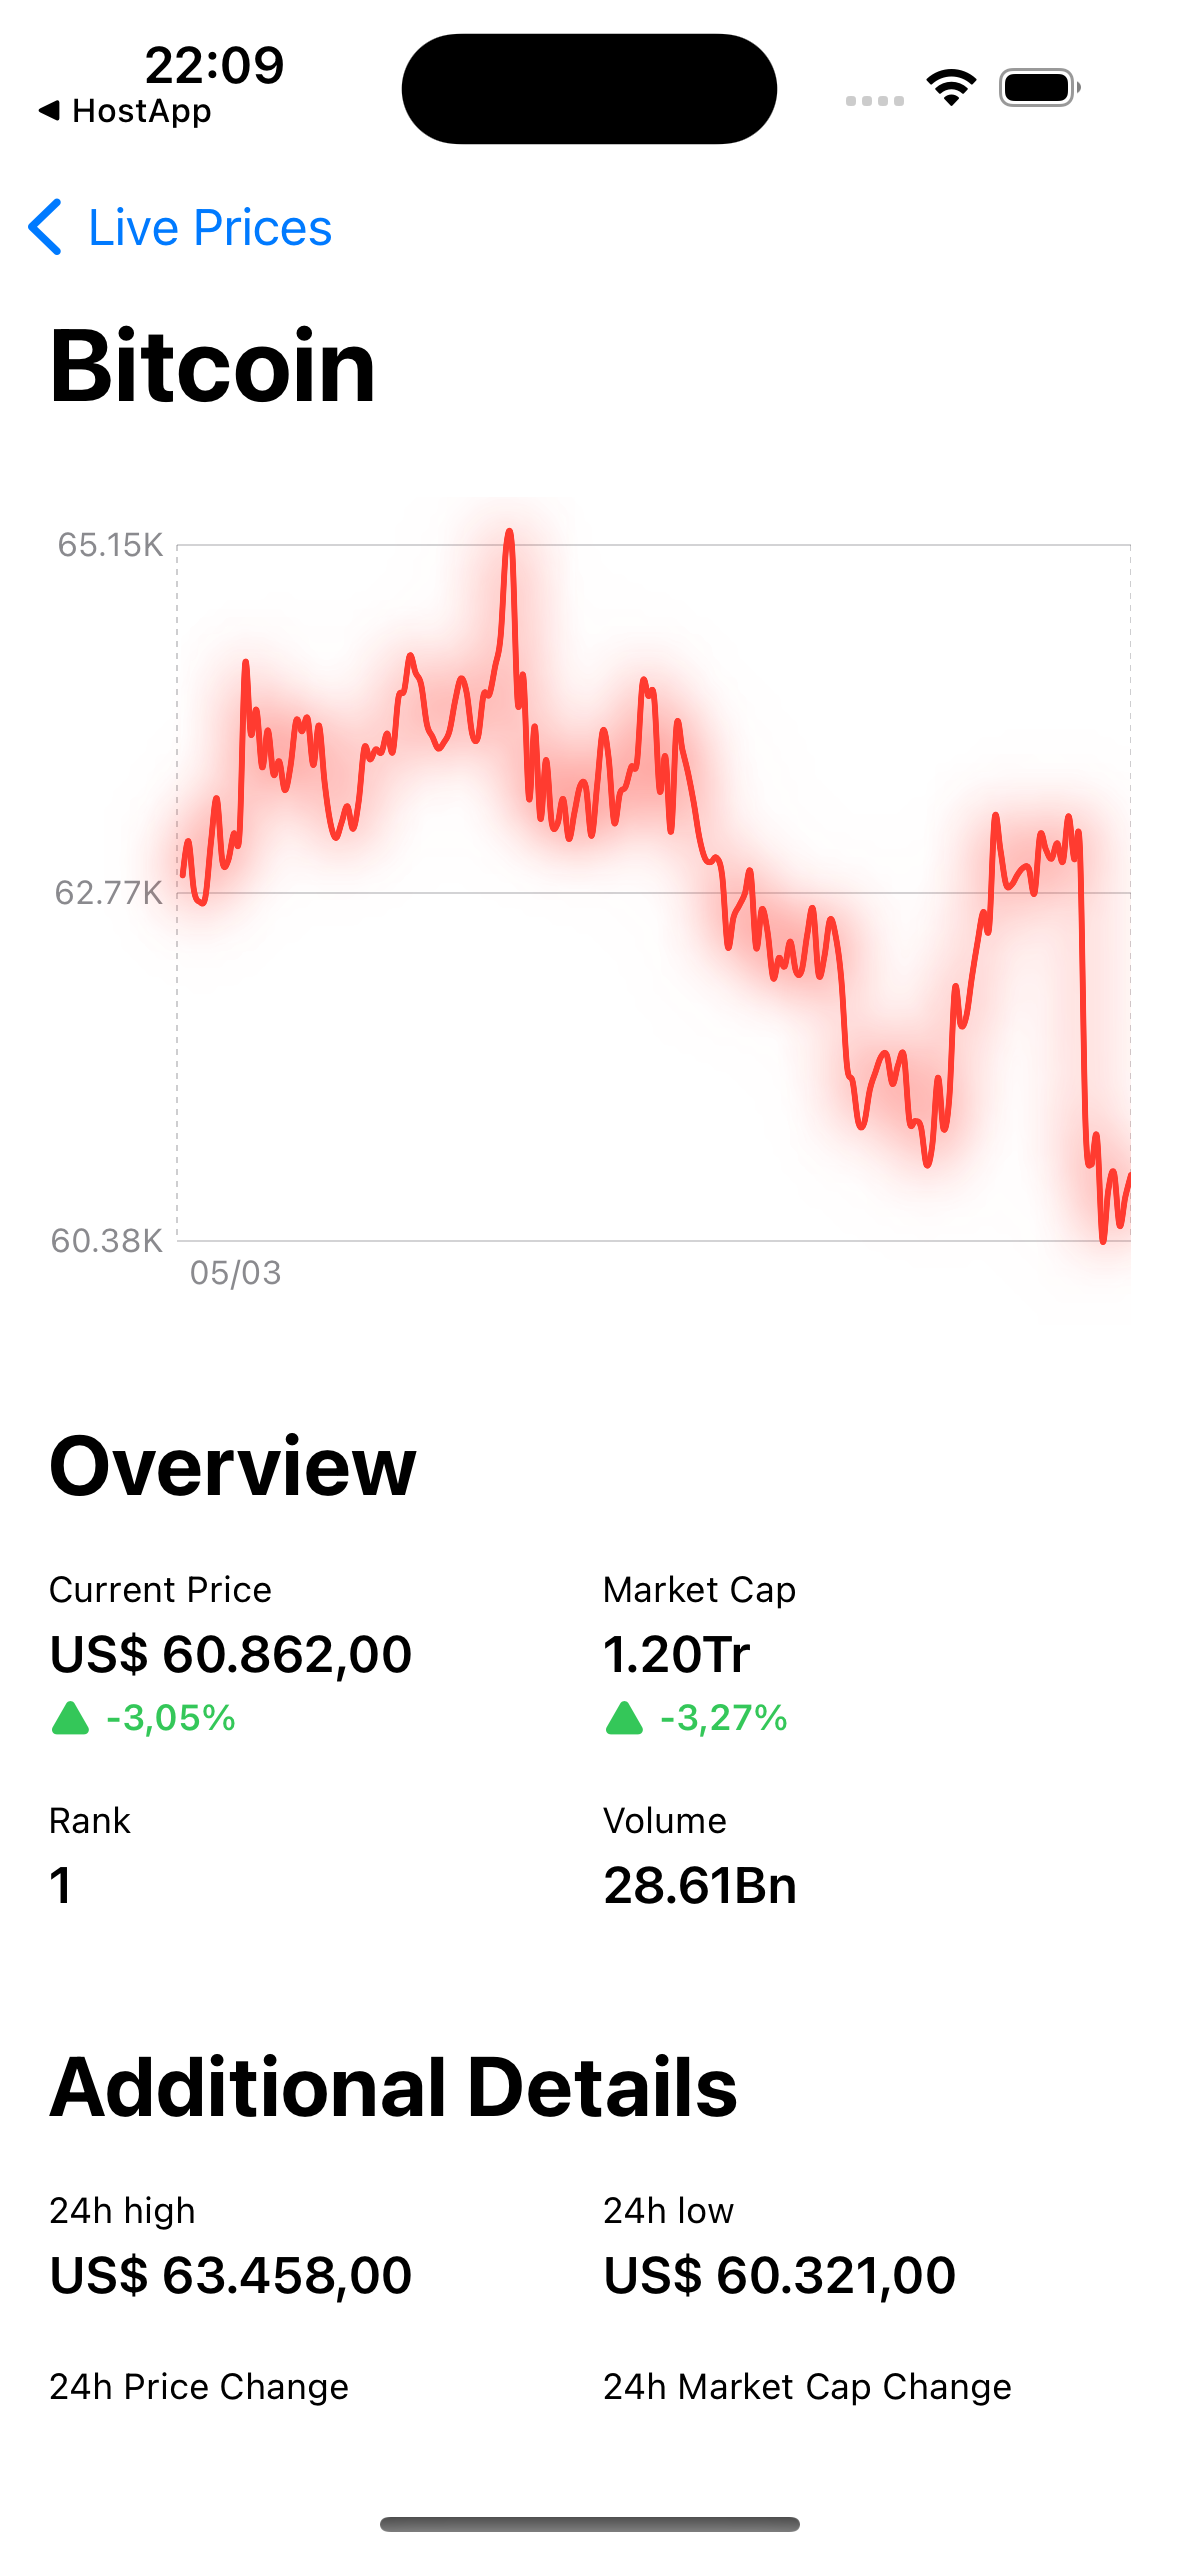 22:09
◀ HostApp
Live Prices
Bitcoin
65.15K
62.77K
60.38K
05/03
Overview
Current Price
US$ 60.862,00
-3,05%
Market Cap
1.20Tr
-3,27%
Rank
1
Volume
28.61Bn
Additional Details
24h high
US$ 63.458,00
24h low
US$ 60.321,00
24h Price Change
24h Market Cap Change